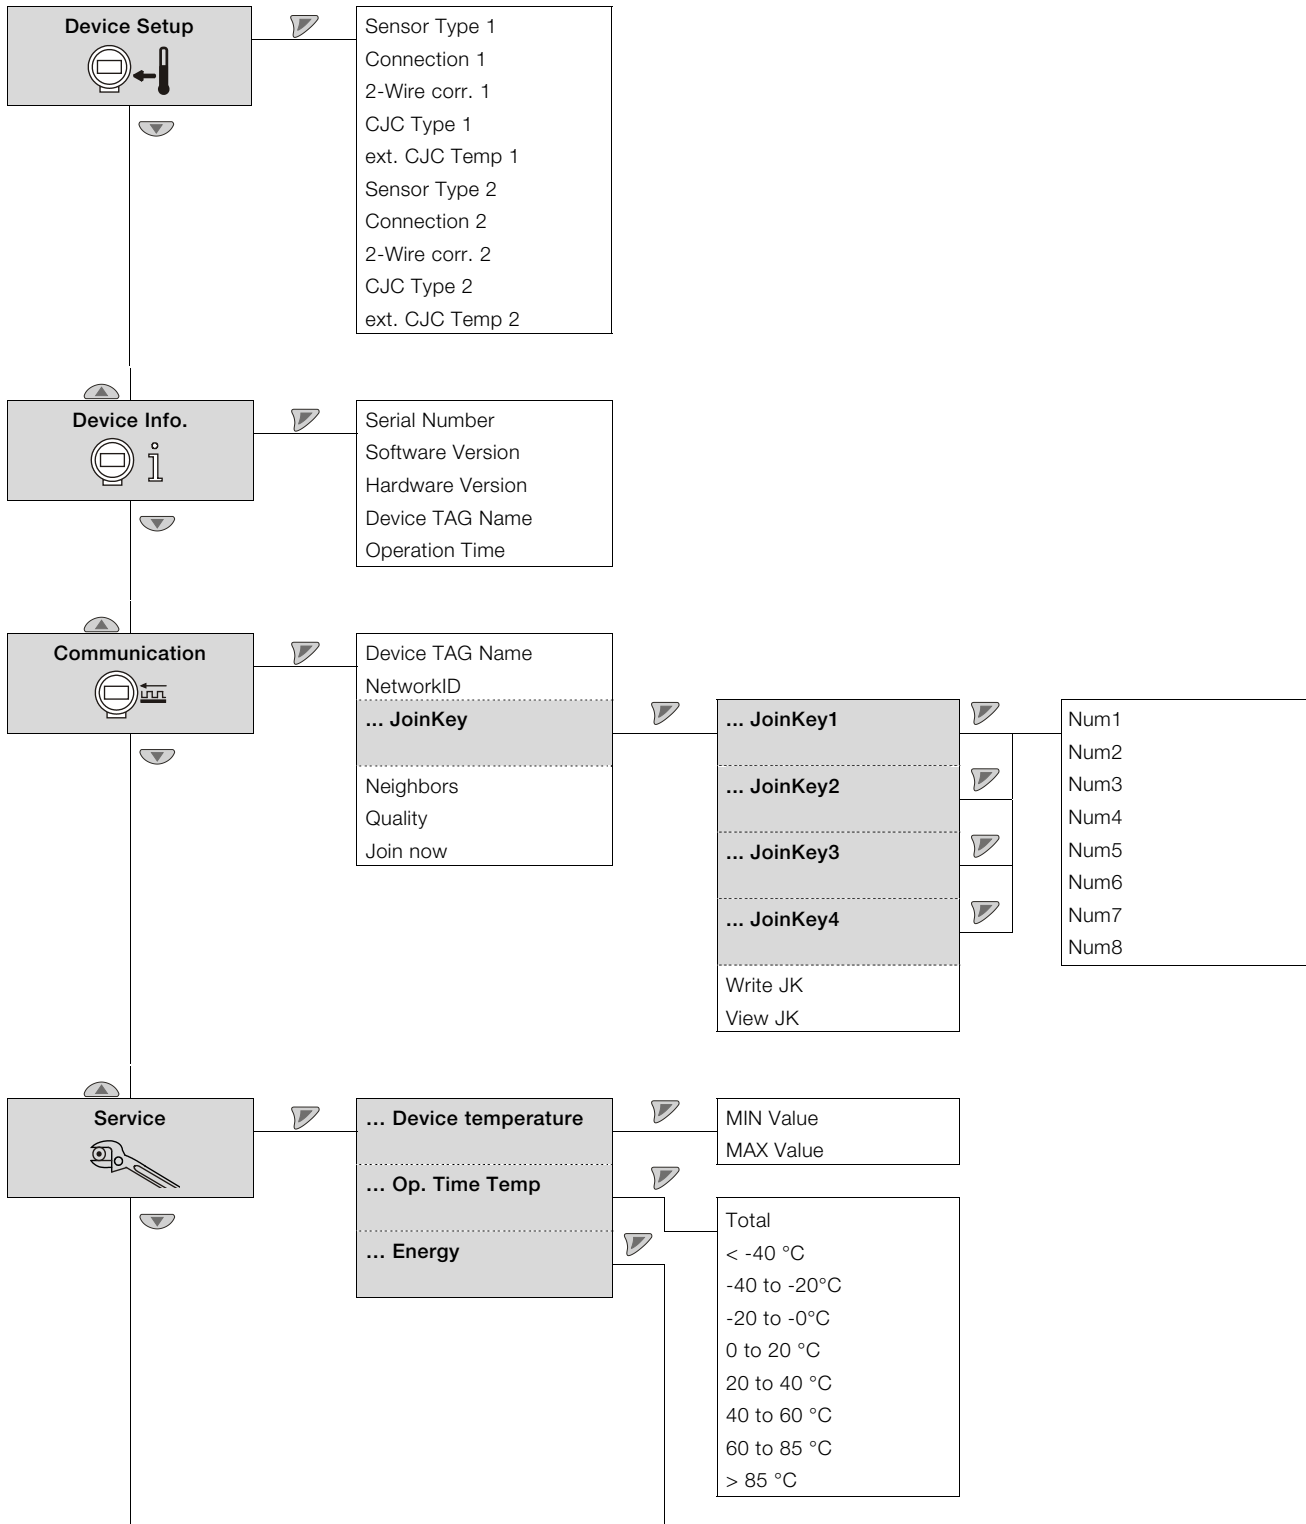 Device Setup
Sensor Type 1
Connection 1
2-Wire corr. 1
CJC Type 1
ext. CJC Temp 1
Sensor Type 2
Connection 2
2-Wire corr. 2
CJC Type 2
ext. CJC Temp 2
Device Info.
Serial Number
Software Version
Hardware Version
Device TAG Name
Operation Time
Communication
Device TAG Name
NetworkID
... JoinKey
Neighbors
Quality
Join now
... JoinKey1
... JoinKey2
... JoinKey3
... JoinKey4
Write JK
View JK
Num1
Num2
Num3
Num4
Num5
Num6
Num7
Num8
Service
... Device temperature
... Op. Time Temp
... Energy
MIN Value
MAX Value
Total
< -40 °C
-40 to -20°C
-20 to -0°C
0 to 20 °C
20 to 40 °C
40 to 60 °C
60 to 85 °C
> 85 °C